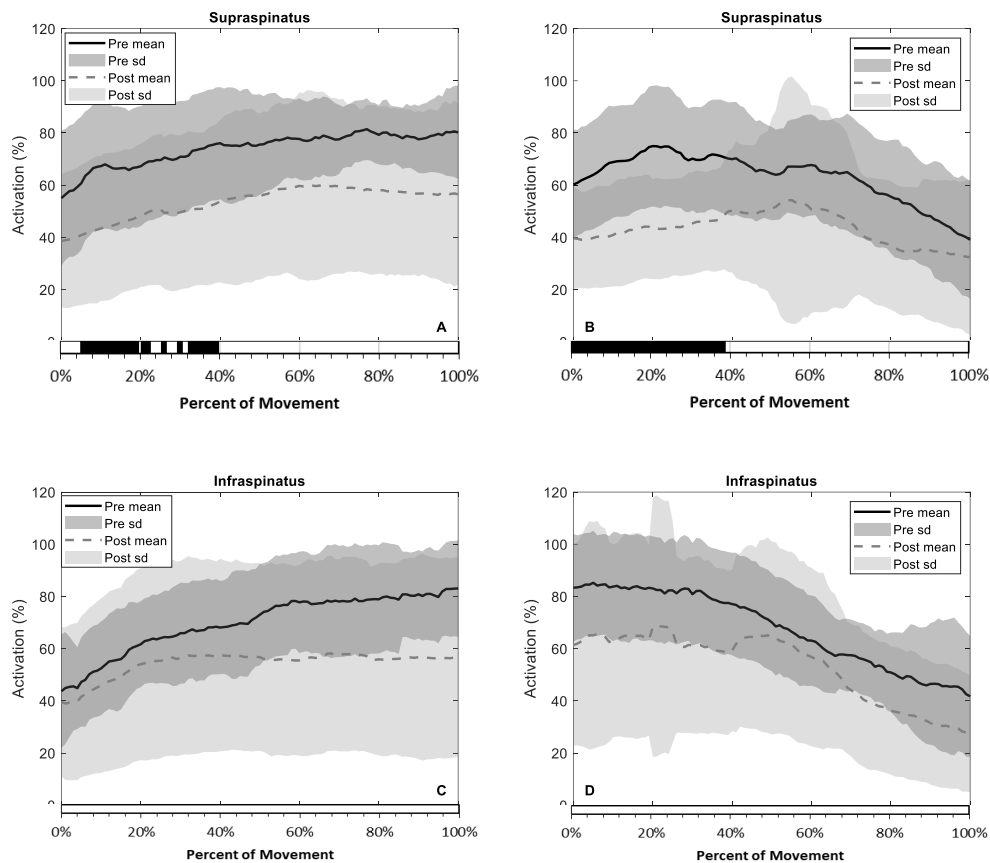 Supraspinatus
120
100
80
60
40
20
0
Activation (%)
Pre mean
Pre sd
Post mean
Post sd
A
0% 20% 40% 60% 80% 100%
Percent of Movement
Supraspinatus
120
100
80
60
40
20
0
Activation (%)
Pre mean
Pre sd
Post mean
Post sd
B
0% 20% 40% 60% 80% 100%
Percent of Movement
Infraspinatus
120
100
80
60
40
20
0
Activation (%)
Pre mean
Pre sd
Post mean
Post sd
C
0% 20% 40% 60% 80% 100%
Percent of Movement
Infraspinatus
120
100
80
60
40
20
0
Activation (%)
Pre mean
Pre sd
Post mean
Post sd
D
0% 20% 40% 60% 80% 100%
Percent of Movement